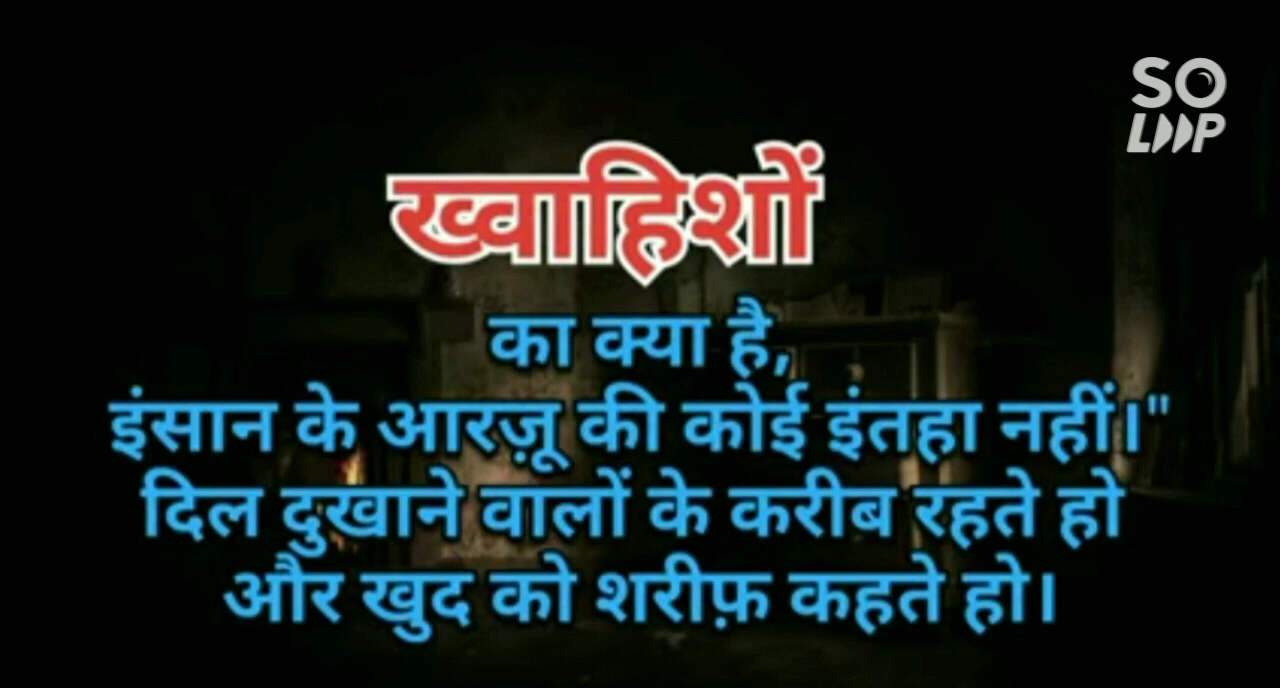 SO
LOOP
ख्वाहिशों
का क्या है,
इंसान के आरज़ू की कोई इंतहा नहीं।"
दिल दुखाने वालों के करीब रहते हो
और खुद को शरीफ़ कहते हो।